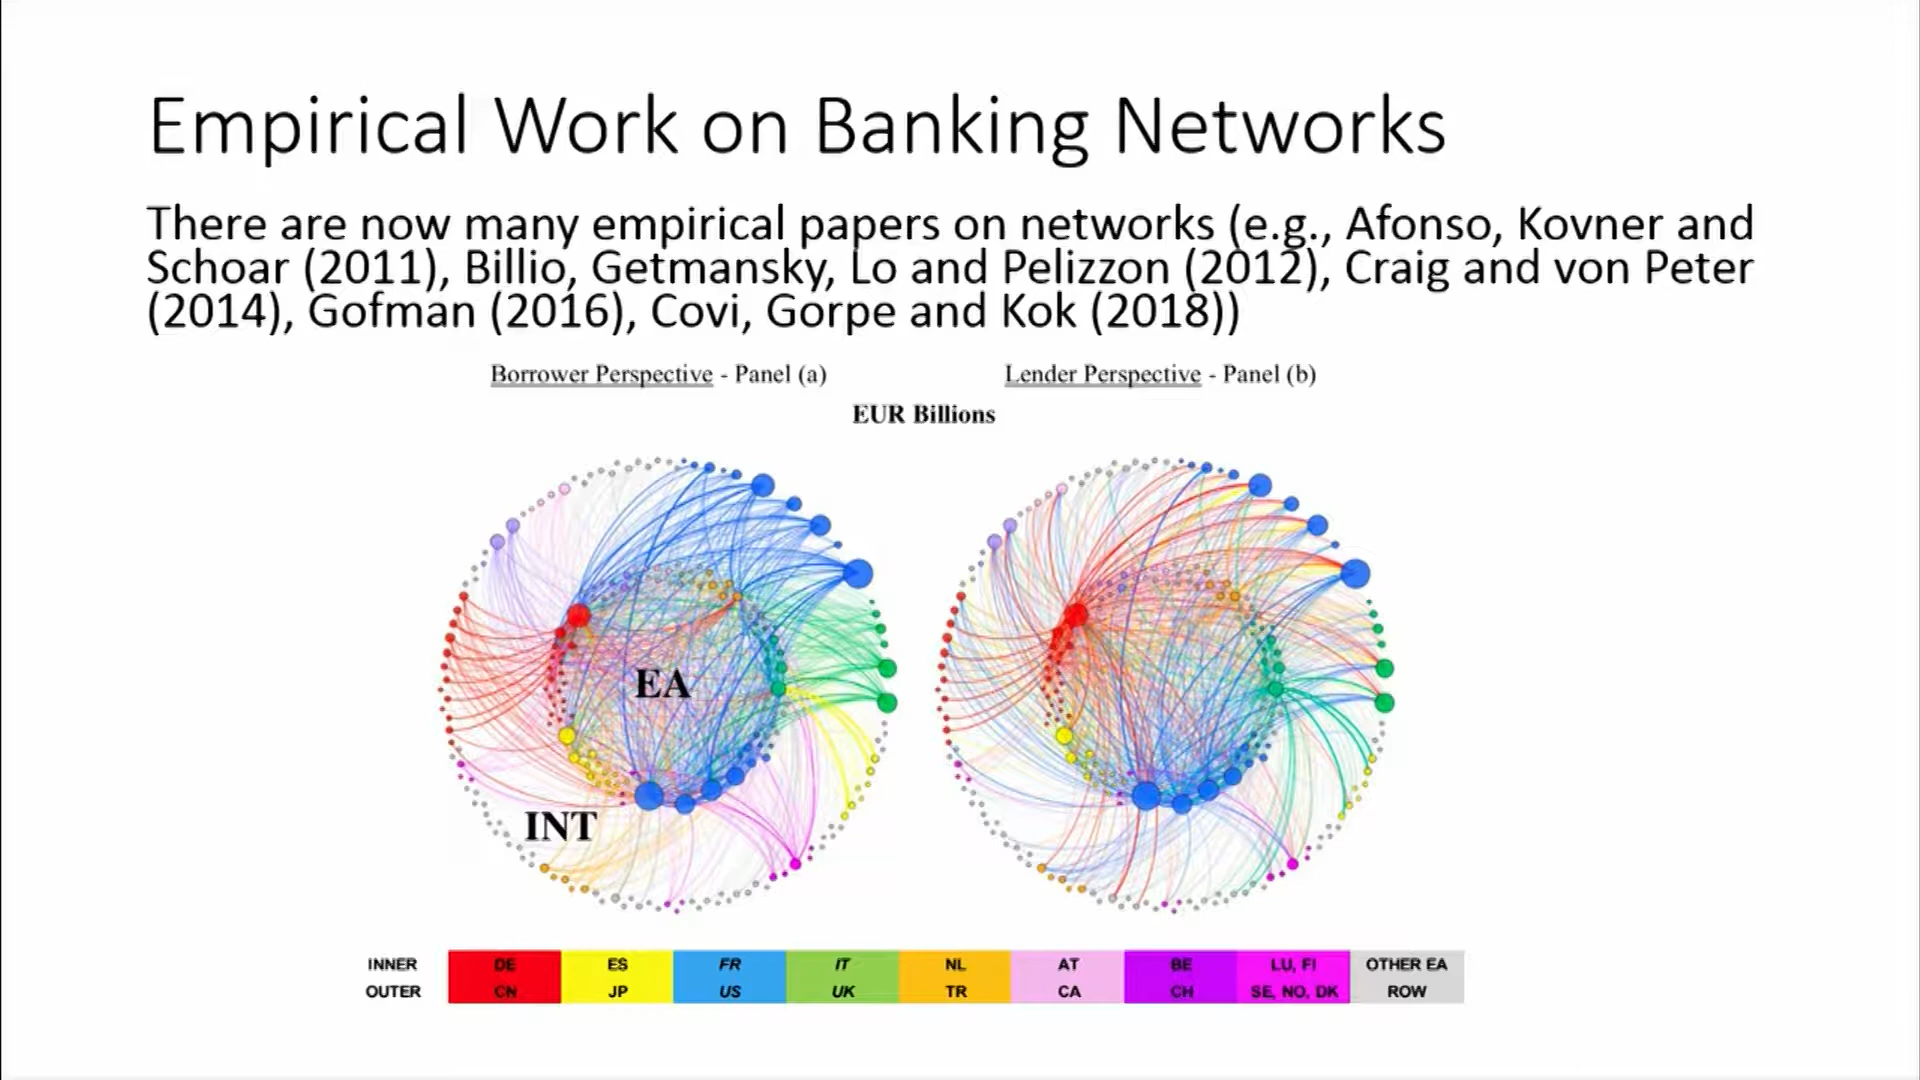 Empirical Work on Banking Networks
There are now many empirical papers on networks (e.g., Afonso, Kovner and
Schoar (2011), Billio, Getmansky, Lo and Pelizzon (2012), Craig and von Peter
(2014), Gofman (2016), Covi, Gorpe and Kok (2018))
Borrower Perspective - Panel (a) Lender Perspective - Panel (b)
EUR Billions
EA
INT
INNER DE ES FR IT NL AT BE LU, FI OTHER EA
OUTER CN JP US UK TR CA CH SE, NO, DK ROW